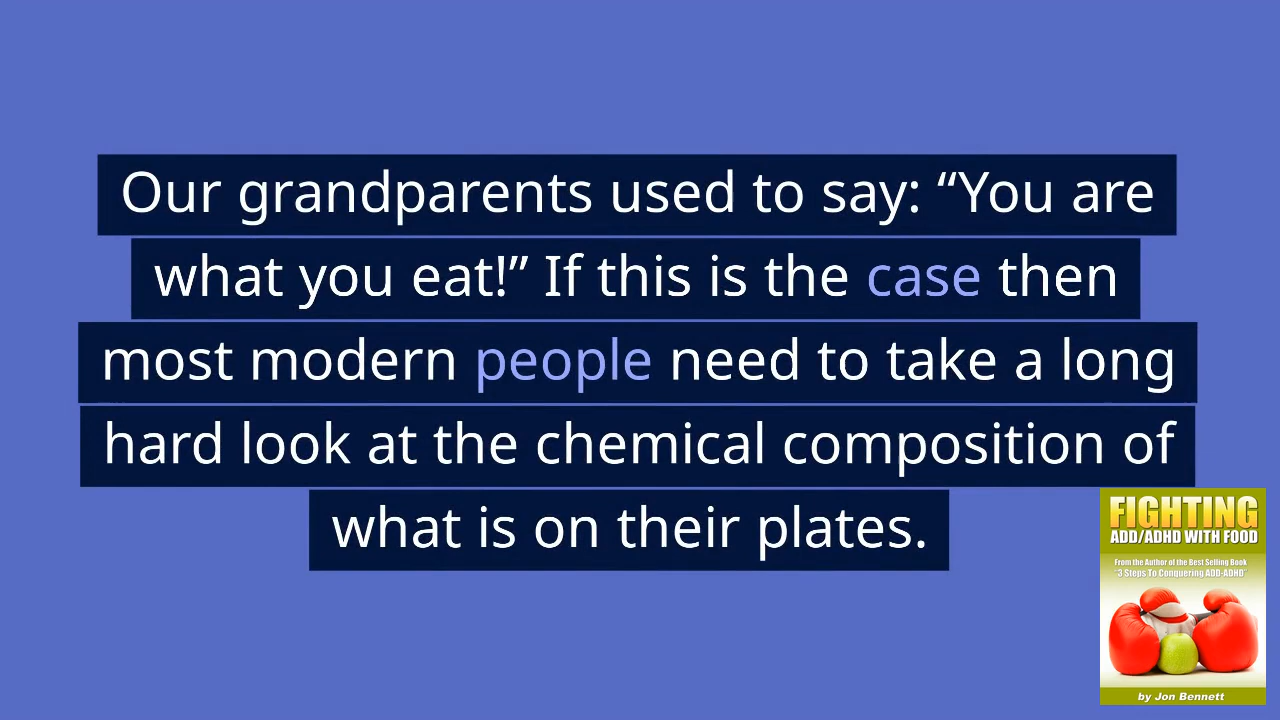 Our grandparents used to say: “You are
what you eat!” If this is the case then
most modern people need to take a long
hard look at the chemical composition of
what is on their plates.
FIGHTING
ADD/ADHD WITH FOOD
From the Author of the Best Selling Book
"3 Steps To Conquering ADD-ADHD"
by Jon Bennett